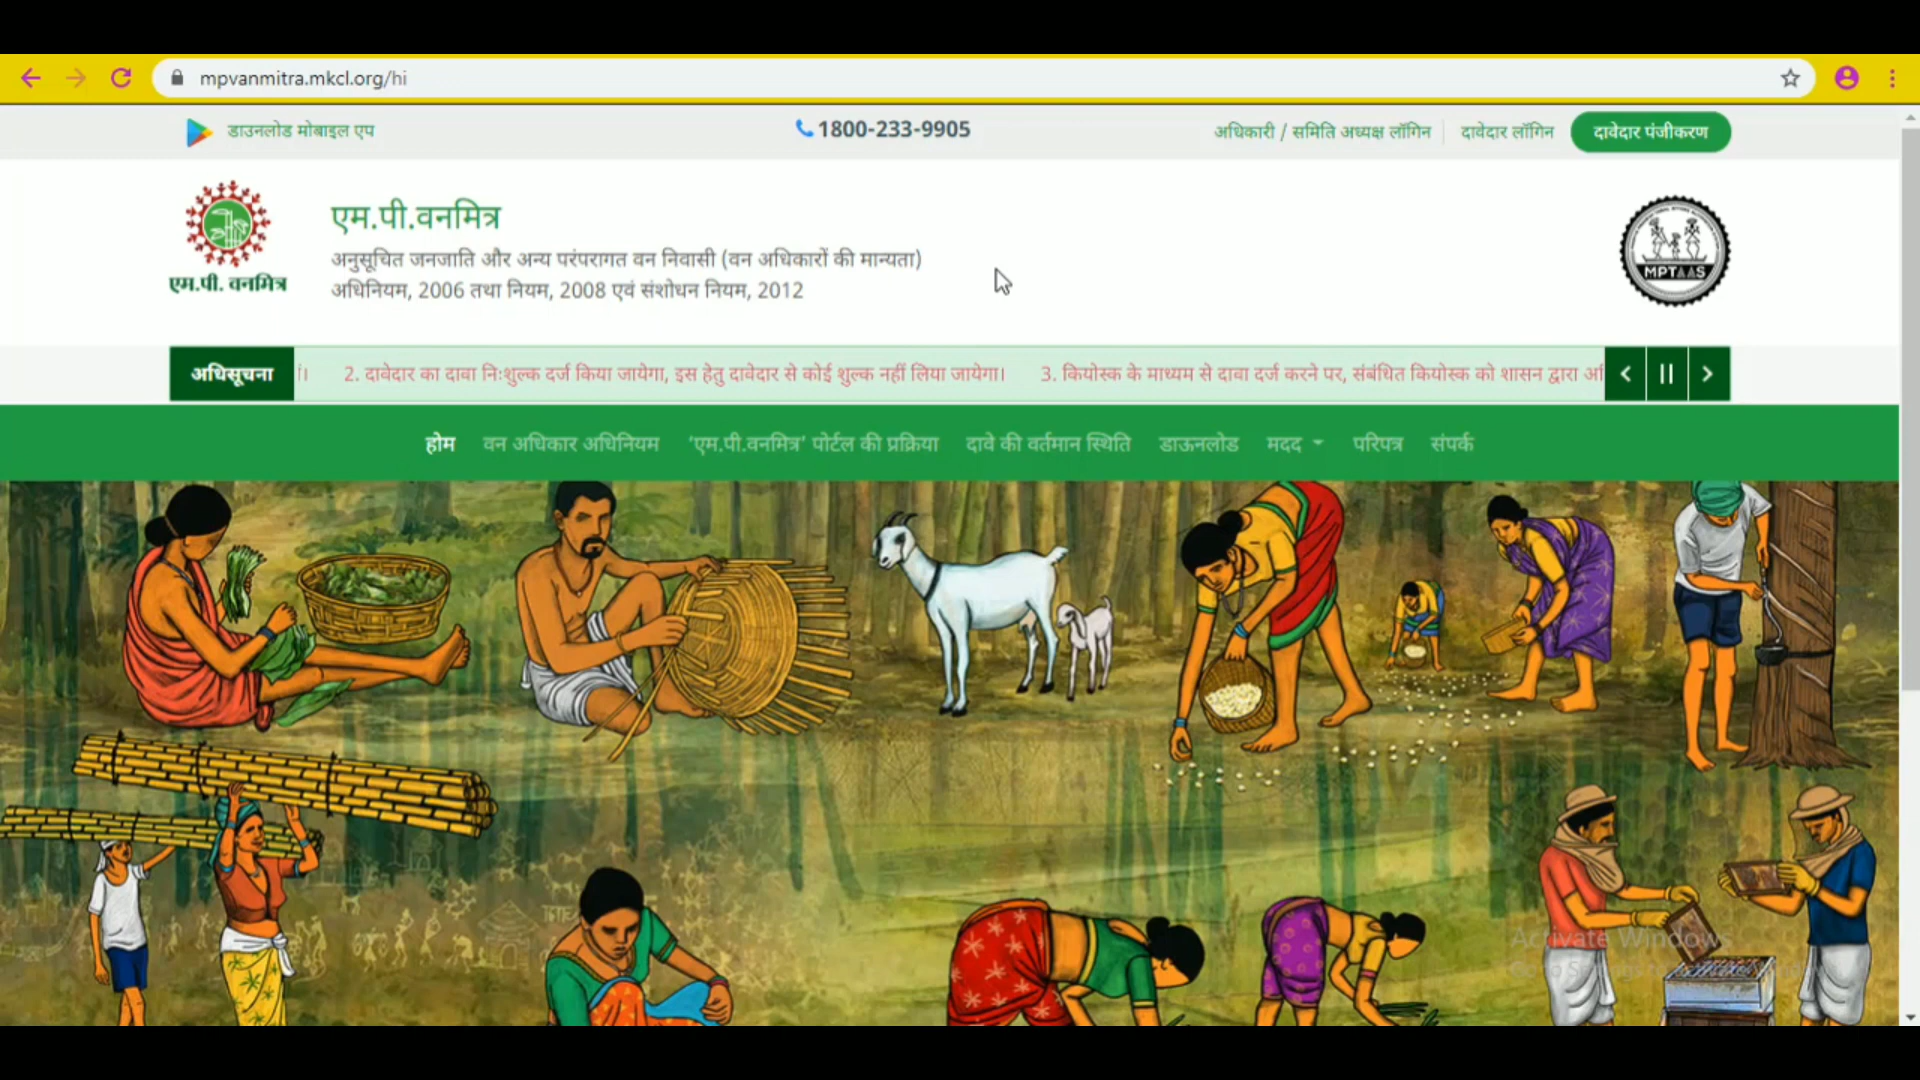 mpvanmitra.mkcl.org/hi
डाउनलोड मोबाइल एप
1800-233-9905
अधिकारी / समिति अध्यक्ष लॉगिन
दावेदार लॉगिन
दावेदार पंजीकरण
एम.पी.वनमित्र
अनुसूचित जनजाति और अन्य परंपरागत वन निवासी (वन अधिकारों की मान्यता)
अधिनियम, 2006 तथा नियम, 2008 एवं संशोधन नियम, 2012
एम.पी. वनमित्र
MPTAAS
अधिसूचना
2. दावेदार का दावा निःशुल्क दर्ज किया जायेगा, इस हेतु दावेदार से कोई शुल्क नहीं लिया जायेगा। 3. कियोस्क के माध्यम से दावा दर्ज करने पर, संबंधित कियोस्क को शासन द्वारा
होम वन अधिकार अधिनियम 'एम.पी.वनमित्र' पोर्टल की प्रक्रिया दावे की वर्तमान स्थिति डाऊनलोड मदद परिपत्र संपर्क
Activate Windows